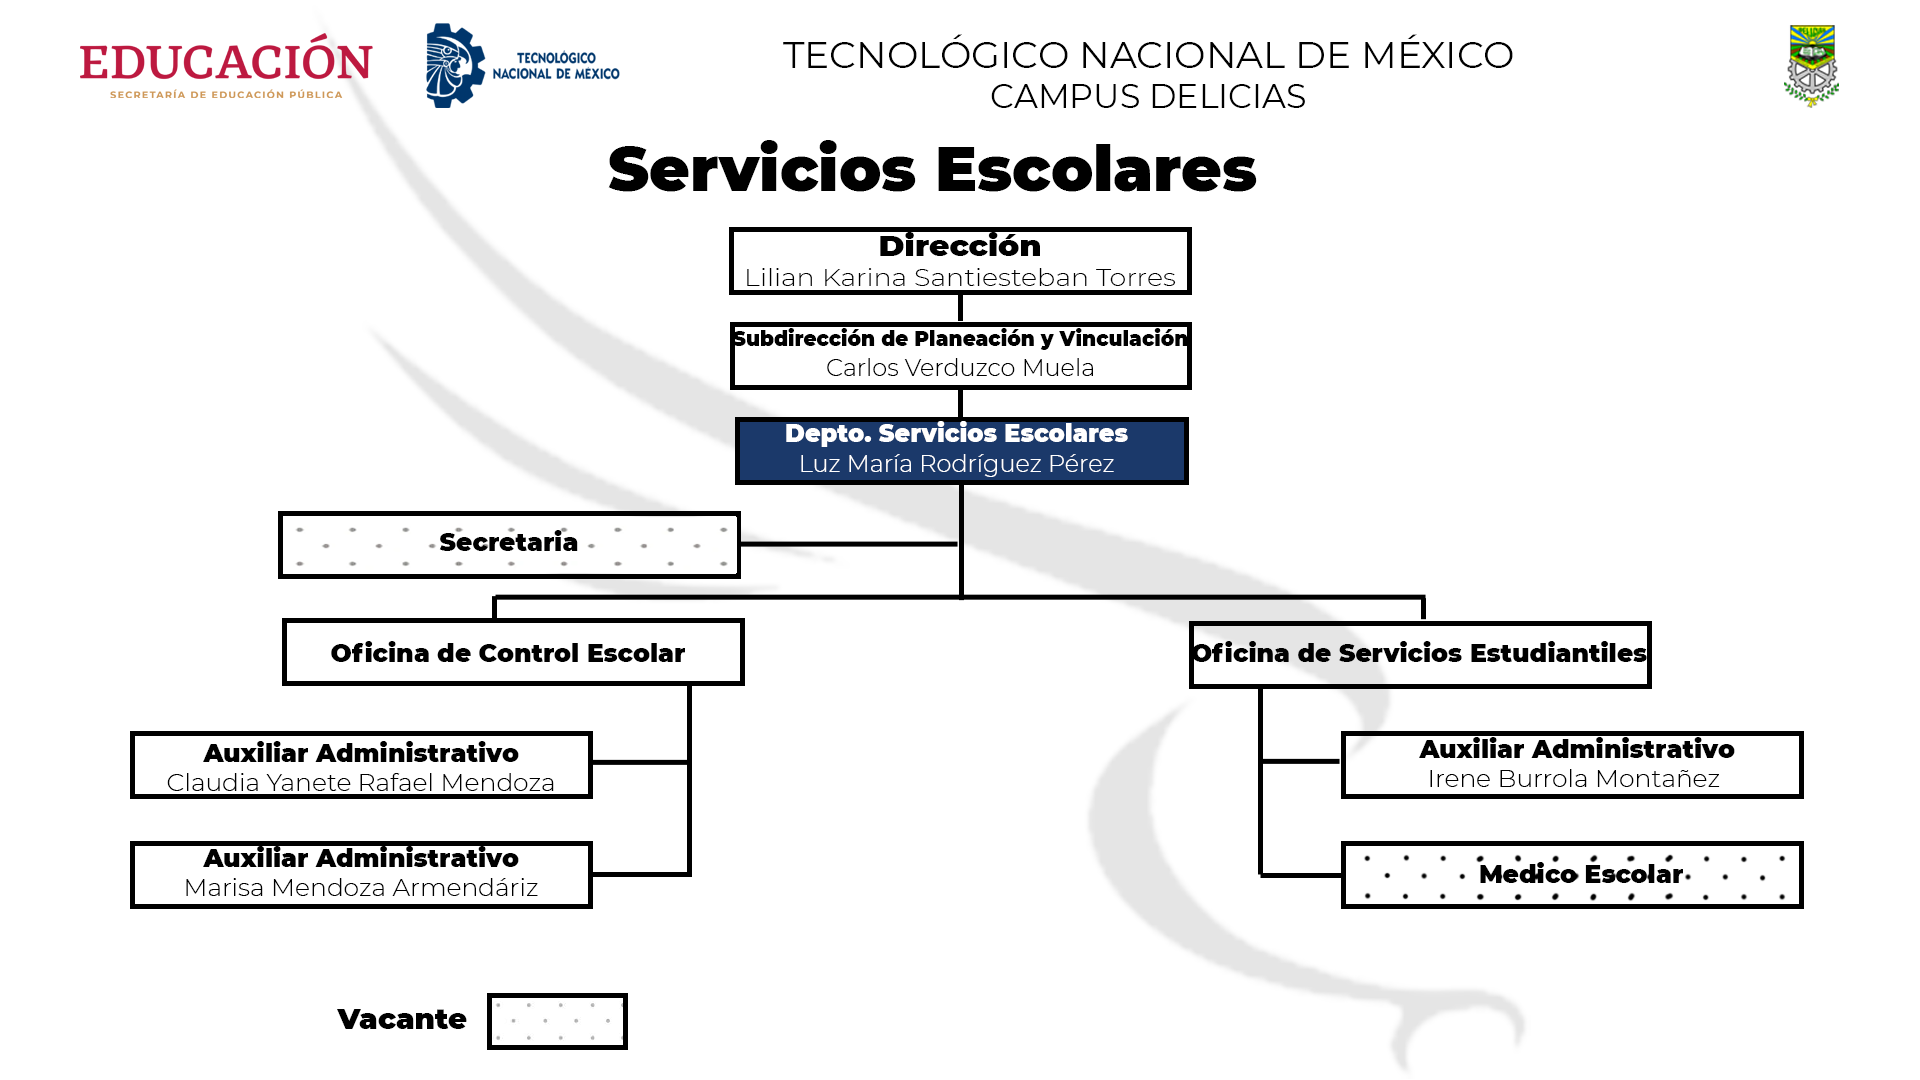 EDUCACIÓN
SECRETARÍA DE EDUCACIÓN PÚBLICA
TECNOLÓGICO
NACIONAL DE MÉXICO
TECNOLÓGICO NACIONAL DE MÉXICO
CAMPUS DELICIAS
Servicios Escolares
Dirección
Lilian Karina Santiesteban Torres
Subdirección de Planeación y Vinculación
Carlos Verduzco Muela
Depto. Servicios Escolares
Luz María Rodríguez Pérez
Secretaria
Oficina de Control Escolar
Oficina de Servicios Estudiantiles
Auxiliar Administrativo
Claudia Yanete Rafael Mendoza
Auxiliar Administrativo
Irene Burrola Montañez
Auxiliar Administrativo
Marisa Mendoza Armendáriz
Medico Escolar
Vacante